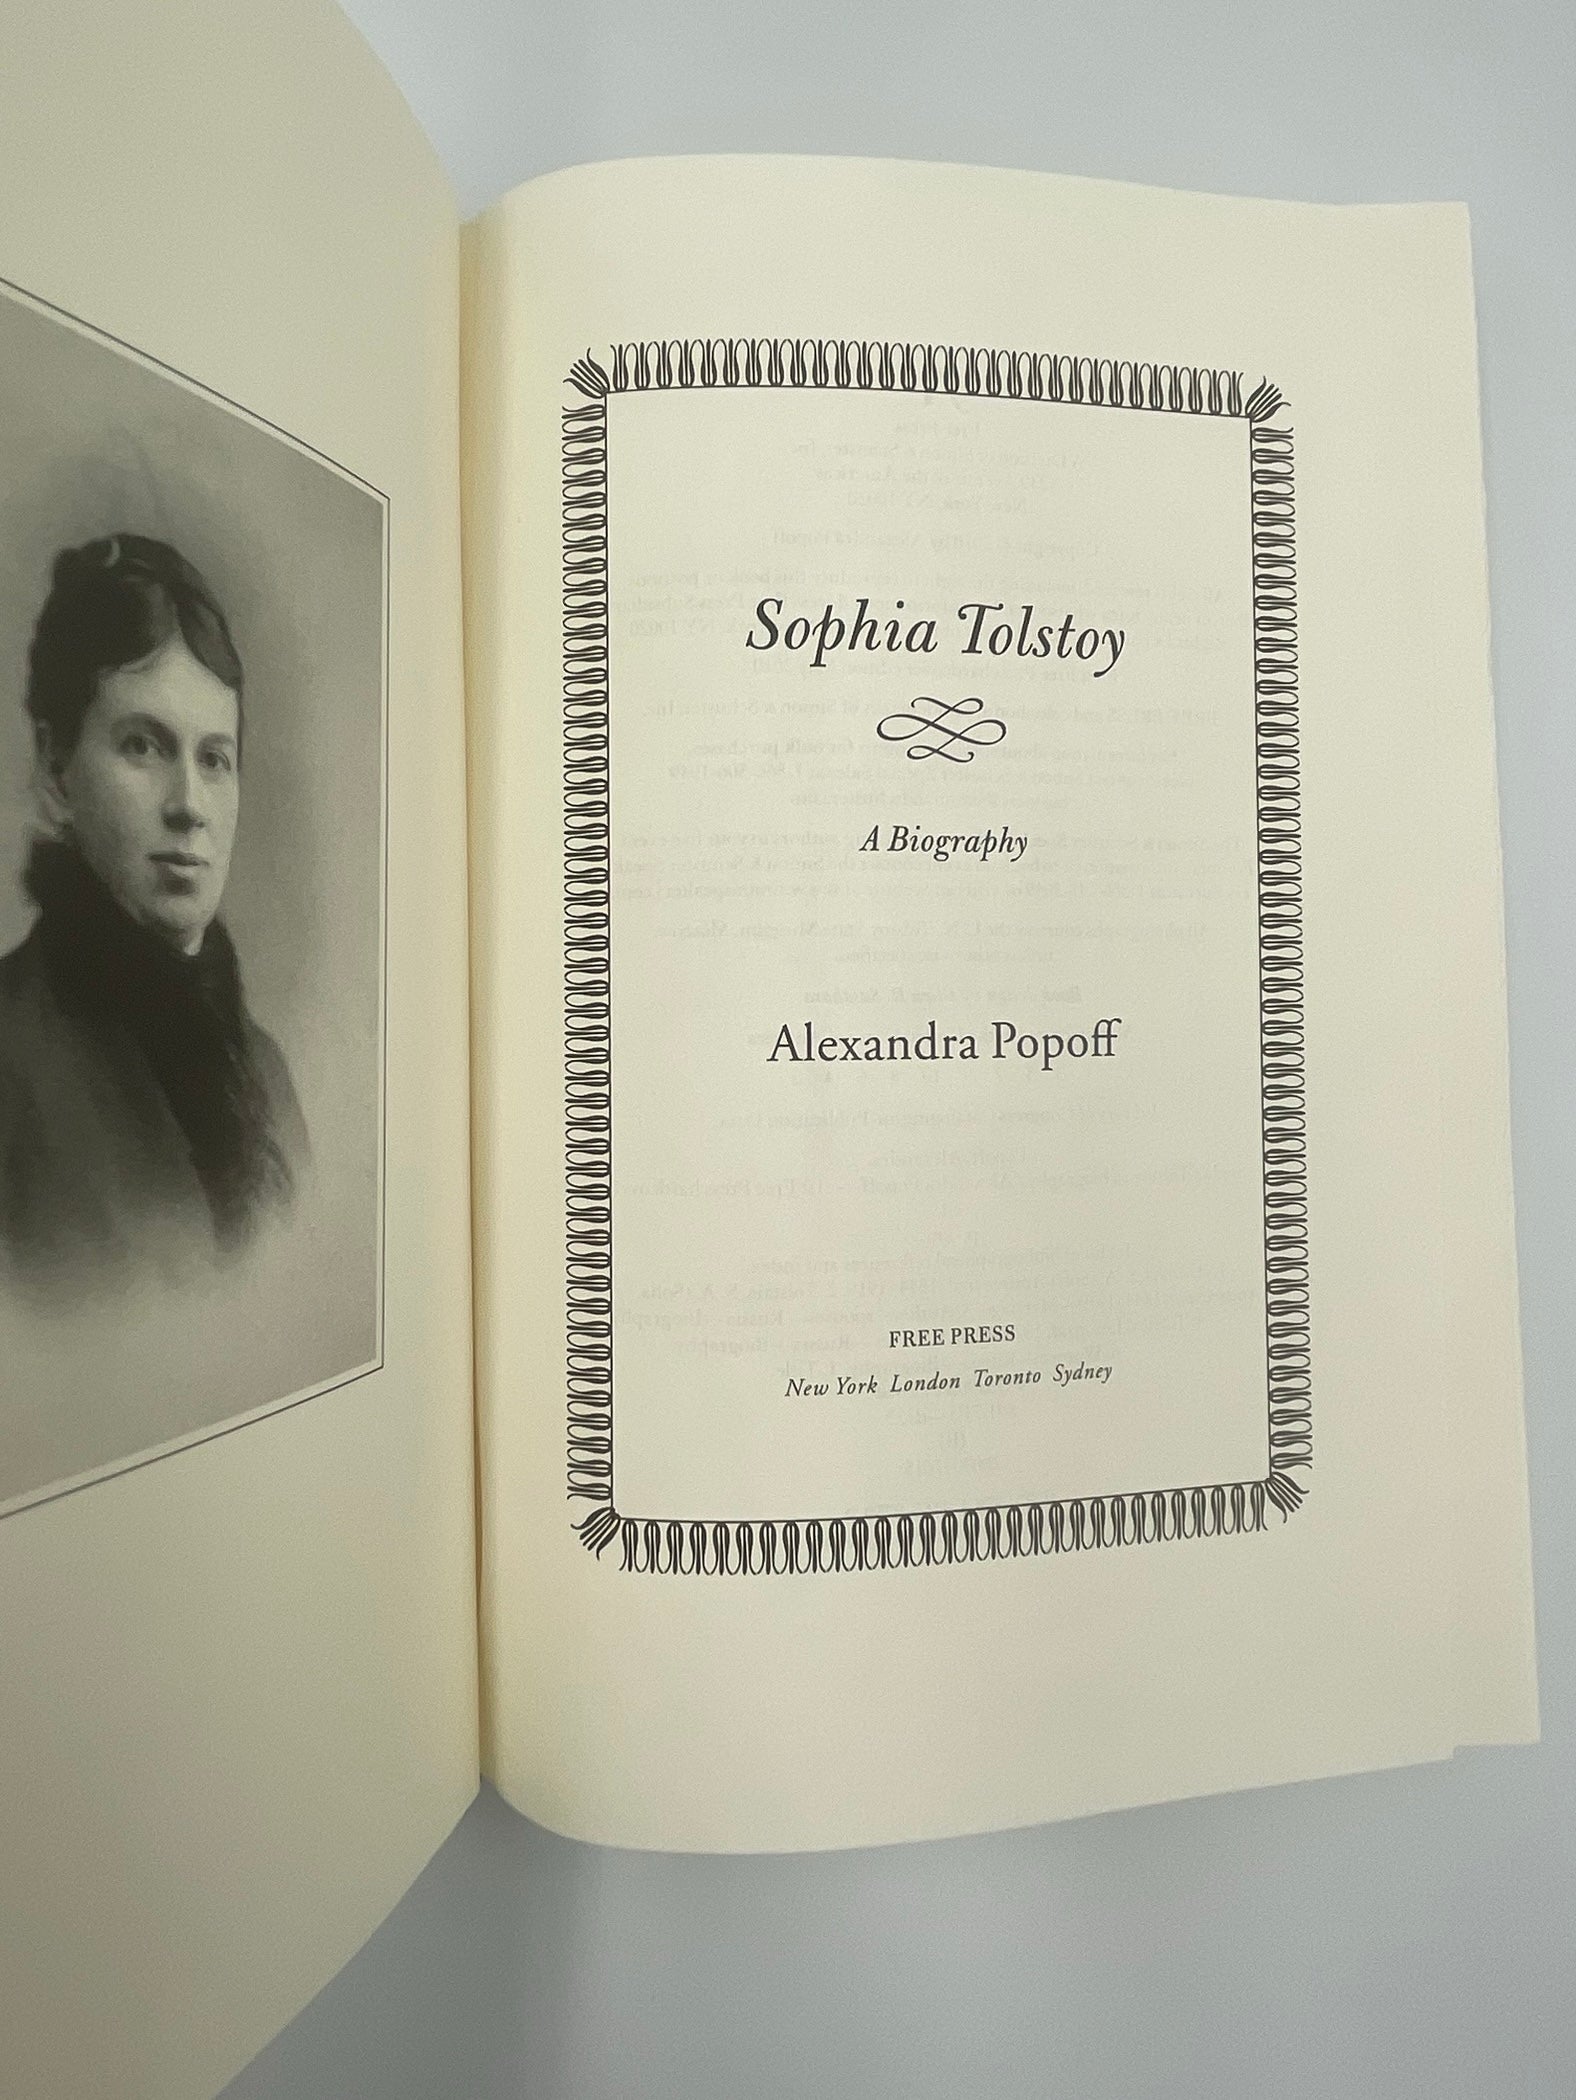 Sophia Tolstoy
A Biography
Alexandra Popoff
FREE PRESS
New York London Toronto Sydney